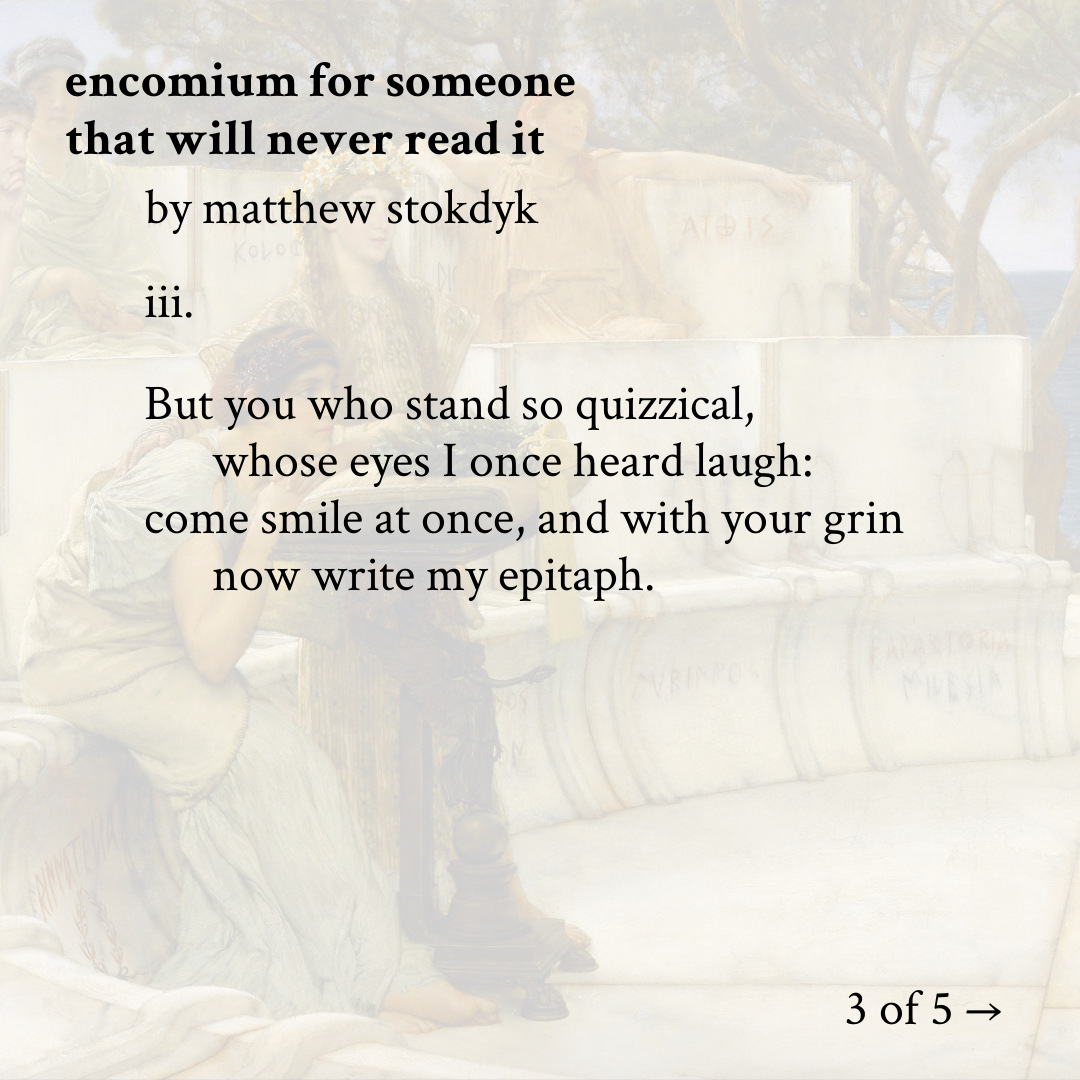 encomium for someone
that will never read it
by matthew stokdyk
iii.
But you who stand so quizzical,
whose eyes I once heard laugh:
come smile at once, and with your grin
now write my epitaph.
3 of 5 →